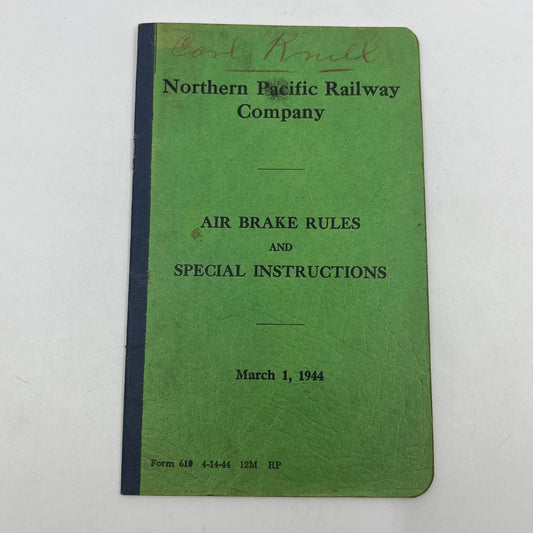 Carl Knill
Northern Pacific Railway
Company
AIR BRAKE RULES
AND
SPECIAL INSTRUCTIONS
March 1, 1944
Form 610 4-14-44 12M RP